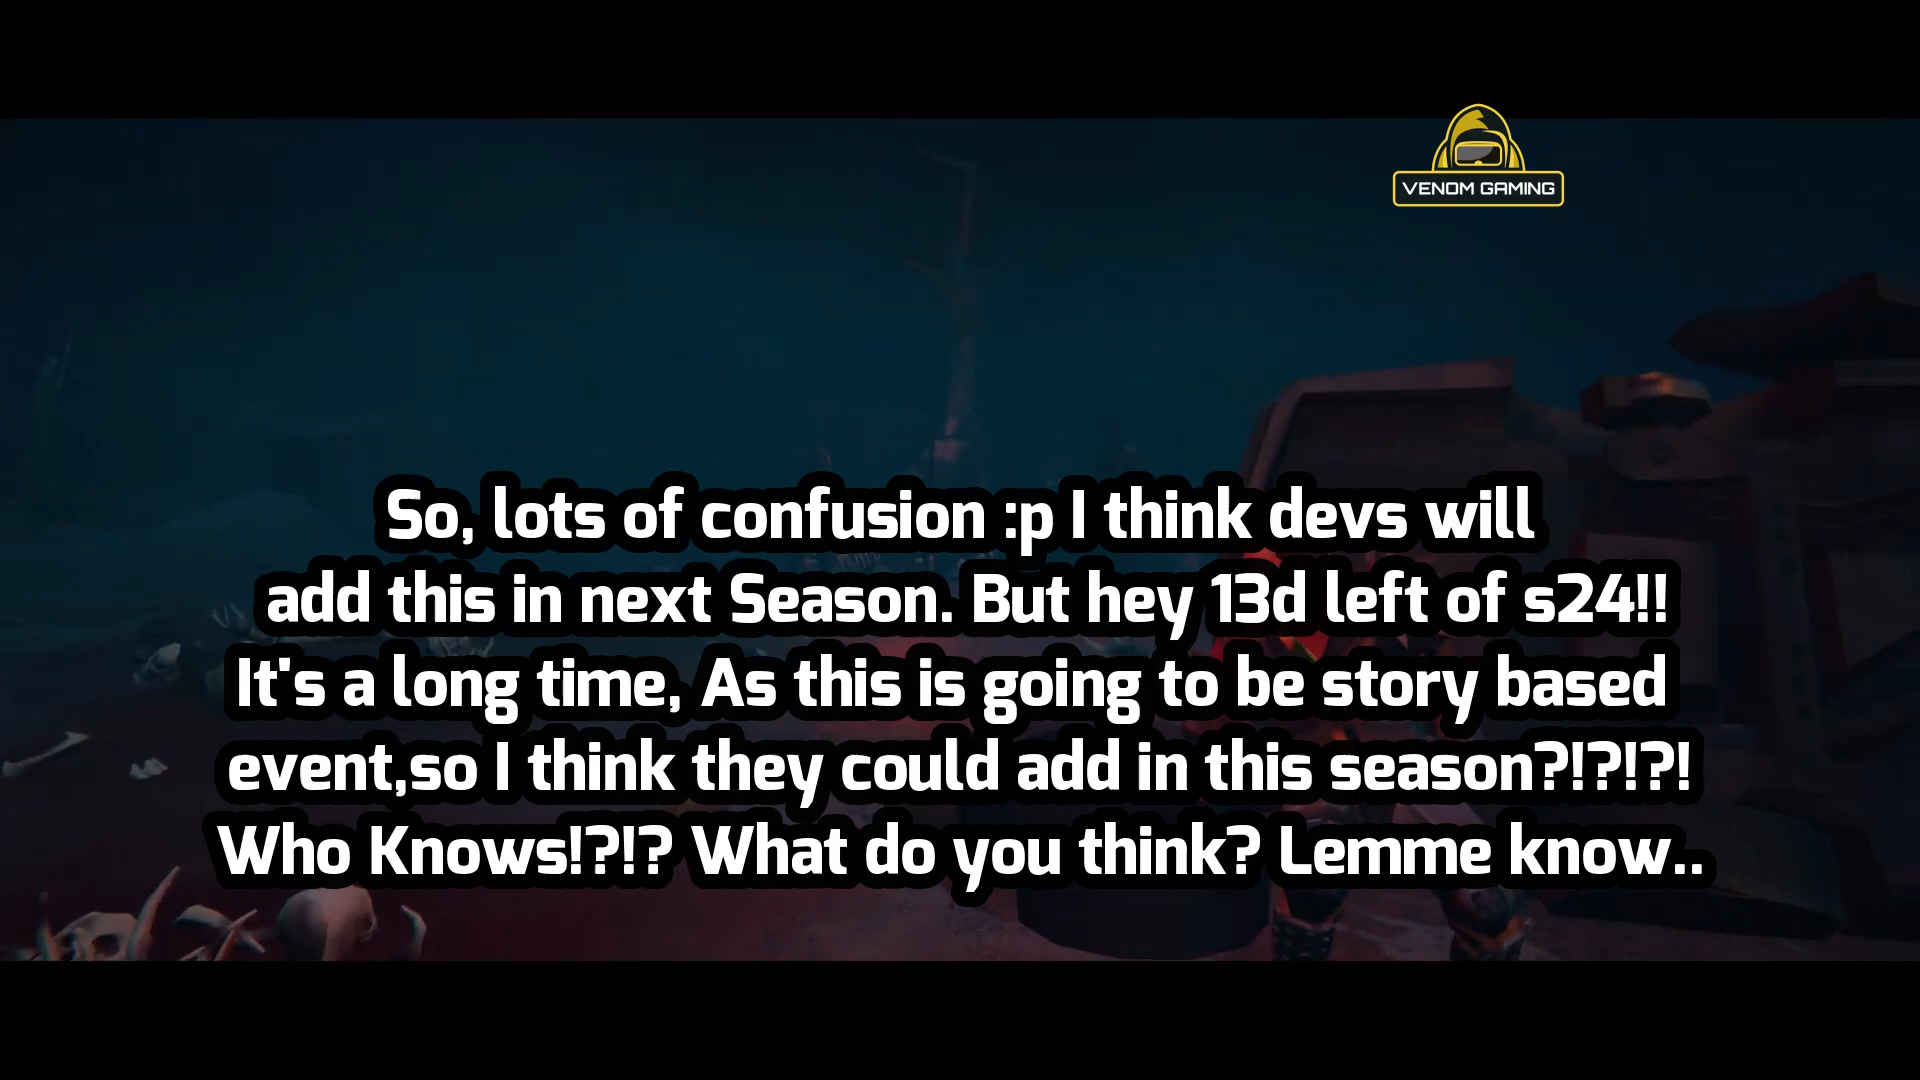 VENOM GAMING
So, lots of confusion :p I think devs will
add this in next Season. But hey 13d left of s24!!
It's a long time, As this is going to be story based
event,so I think they could add in this season?!?!?!
Who Knows!?!? What do you think? Lemme know..